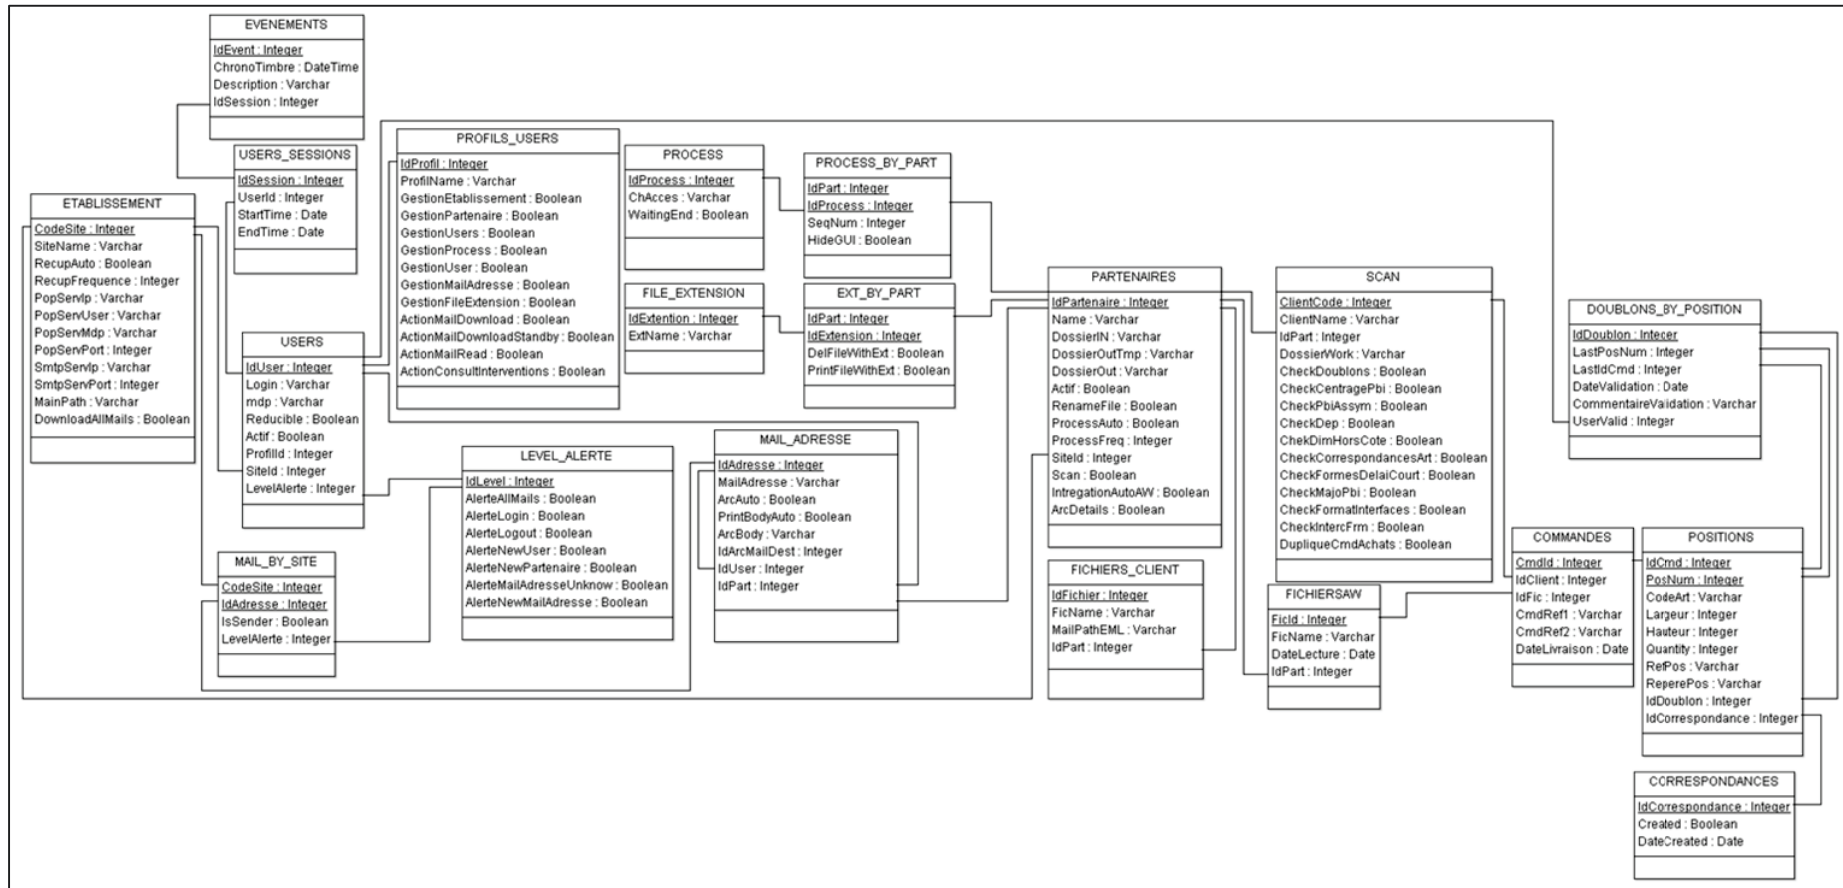 EVENEMENTS
IdEvent : Integer
ChronoTimbre : DateTime
Description : Varchar
IdSession : Integer
USERS_SESSIONS
IdSession : Integer
UserId : Integer
StartTime : Date
EndTime : Date
ETABLISSEMENT
CodeSite : Integer
SiteName : Varchar
RecupAuto : Boolean
RecupFrequence : Integer
PopServIp : Varchar
PopServUser : Varchar
PopServMdp : Varchar
PopServPort : Integer
SmtpServIp : Varchar
SmtpServPort : Integer
MainPath : Varchar
DownloadAllMails : Boolean
USERS
IdUser : Integer
Login : Varchar
mdp : Varchar
Reducible : Boolean
Actif : Boolean
ProfilId : Integer
SiteId : Integer
LevelAlerte : Integer
MAIL_BY_SITE
CodeSite : Integer
IdAdresse : Integer
IsSender : Boolean
LevelAlerte : Integer
PROFILS_USERS
IdProfil : Integer
ProfilName : Varchar
GestionEtablissement : Boolean
GestionPartenaire : Boolean
GestionUsers : Boolean
GestionProcess : Boolean
GestionUser : Boolean
GestionMailAdresse : Boolean
GestionFileExtension : Boolean
ActionMailDownload : Boolean
ActionMailDownloadStandby : Boolean
ActionMailRead : Boolean
ActionConsultInterventions : Boolean
LEVEL_ALERTE
IdLevel : Integer
AlerteAllMails : Boolean
AlerteLogin : Boolean
AlerteLogout : Boolean
AlerteNewUser : Boolean
AlerteNewPartenaire : Boolean
AlerteMailAdresseUnknow : Boolean
AlerteNewMailAdresse : Boolean
PROCESS
IdProcess : Integer
ChAcces : Varchar
WaitingEnd : Boolean
FILE_EXTENSION
IdExtention : Integer
ExtName : Varchar
PROCESS_BY_PART
IdPart : Integer
IdProcess : Integer
SeqNum : Integer
HideGUI : Boolean
EXT_BY_PART
IdPart : Integer
IdExtension : Integer
DelFileWithExt : Boolean
PrintFileWithExt : Boolean
MAIL_ADRESSE
IdAdresse : Integer
MailAdresse : Varchar
ArcAuto : Boolean
PrintBodyAuto : Boolean
ArcBody : Varchar
IdArcMailDest : Integer
IdUser : Integer
IdPart : Integer
PARTENAIRES
IdPartenaire : Integer
Name : Varchar
DossierIN : Varchar
DossierOutTmp : Varchar
DossierOut : Varchar
Actif : Boolean
RenameFile : Boolean
ProcessAuto : Boolean
ProcessFreq : Integer
SiteId : Integer
Scan : Boolean
IntregationAutoAW : Boolean
ArcDetails : Boolean
FICHIERS_CLIENT
IdFichier : Integer
FicName : Varchar
MailPathEML : Varchar
IdPart : Integer
SCAN
ClientCode : Integer
ClientName : Varchar
IdPart : Integer
DossierWork : Varchar
CheckDoublons : Boolean
CheckCentragePbi : Boolean
CheckPbiAssym : Boolean
CheckDep : Boolean
ChekDimHorsCote : Boolean
CheckCorrespondancesArt : Boolean
CheckFormesDelaiCourt : Boolean
CheckMajoPbi : Boolean
CheckFormatInterfaces : Boolean
CheckIntercFrm : Boolean
DupliqueCmdAchats : Boolean
FICHIERSAW
FicId : Integer
FicName : Varchar
DateLecture : Date
IdPart : Integer
COMMANDES
CmdId : Integer
IdClient : Integer
IdFic : Integer
CmdRef1 : Varchar
CmdRef2 : Varchar
DateLivraison : Date
DOUBLONS_BY_POSITION
IdDoublon : Integer
LastPosNum : Integer
LastIdCmd : Integer
DateValidation : Date
CommentaireValidation : Varchar
UserValid : Integer
POSITIONS
IdCmd : Integer
PosNum : Integer
CodeArt : Varchar
Largeur : Integer
Hauteur : Integer
Quantity : Integer
RefPos : Varchar
ReperePos : Varchar
IdDoublon : Integer
IdCorrespondance : Integer
CORRESPONDANCES
IdCorrespondance : Integer
Created : Boolean
DateCreated : Date